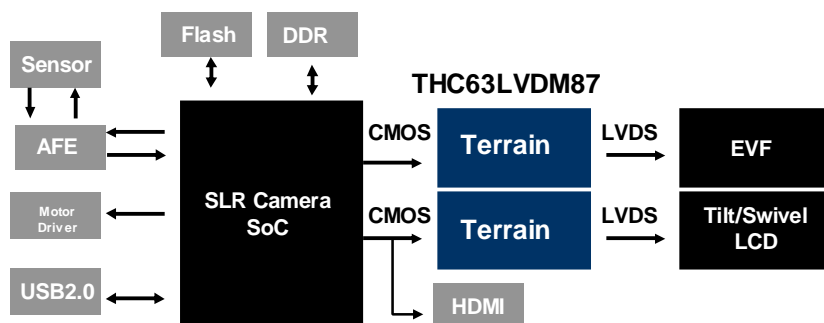 Flash
DDR
Sensor
THC63LVDM87
AFE
CMOS
Terrain
LVDS
EVF
SLR Camera
SoC
Motor
Driver
CMOS
Terrain
LVDS
Tilt/Swivel
LCD
USB2.0
HDMI